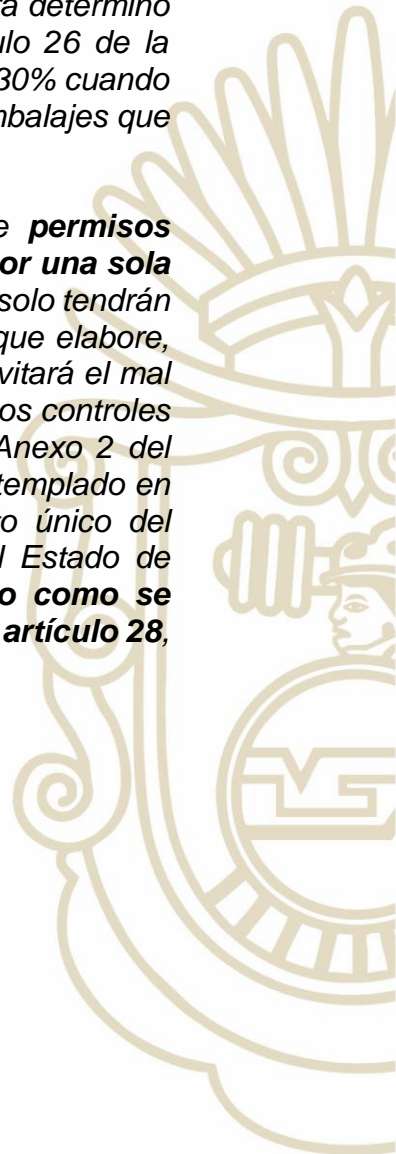 ra determinó
ulo 26 de la
30% cuando
mbalajes que
e permisos
or una sola
solo tendrán
que elabore,
vitará el mal
os controles
Anexo 2 del
templado en
o único del
l Estado de
o como se
artículo 28,